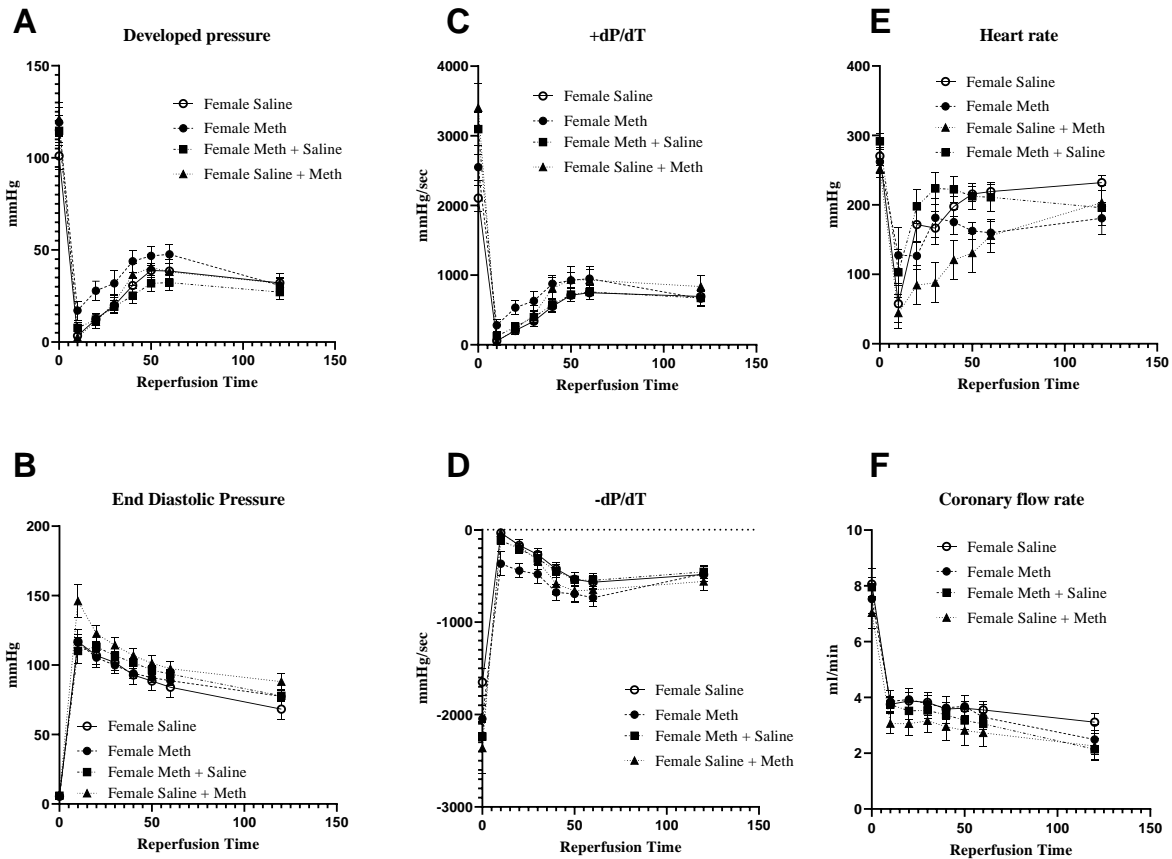 A
Developed pressure
150
100
50
0
mmHg
0 50 100 150
Reperfusion Time
Female Saline
Female Meth
Female Meth + Saline
Female Saline + Meth
C
+dP/dT
4000
3000
2000
1000
0
mmHg/sec
0 50 100 150
Reperfusion Time
Female Saline
Female Meth
Female Meth + Saline
Female Saline + Meth
E
Heart rate
400
300
200
100
0
mmHg
0 50 100 150
Reperfusion Time
Female Saline
Female Meth
Female Saline + Meth
Female Meth + Saline
B
End Diastolic Pressure
200
150
100
50
0
mmHg
0 50 100 150
Reperfusion Time
Female Saline
Female Meth
Female Meth + Saline
Female Saline + Meth
D
-dP/dT
0
-1000
-2000
-3000
mmHg/sec
0 50 100 150
Reperfusion Time
Female Saline
Female Meth
Female Meth + Saline
Female Saline + Meth
F
Coronary flow rate
10
8
6
4
2
0
ml/min
0 50 100 150
Reperfusion Time
Female Saline
Female Meth
Female Meth + Saline
Female Saline + Meth